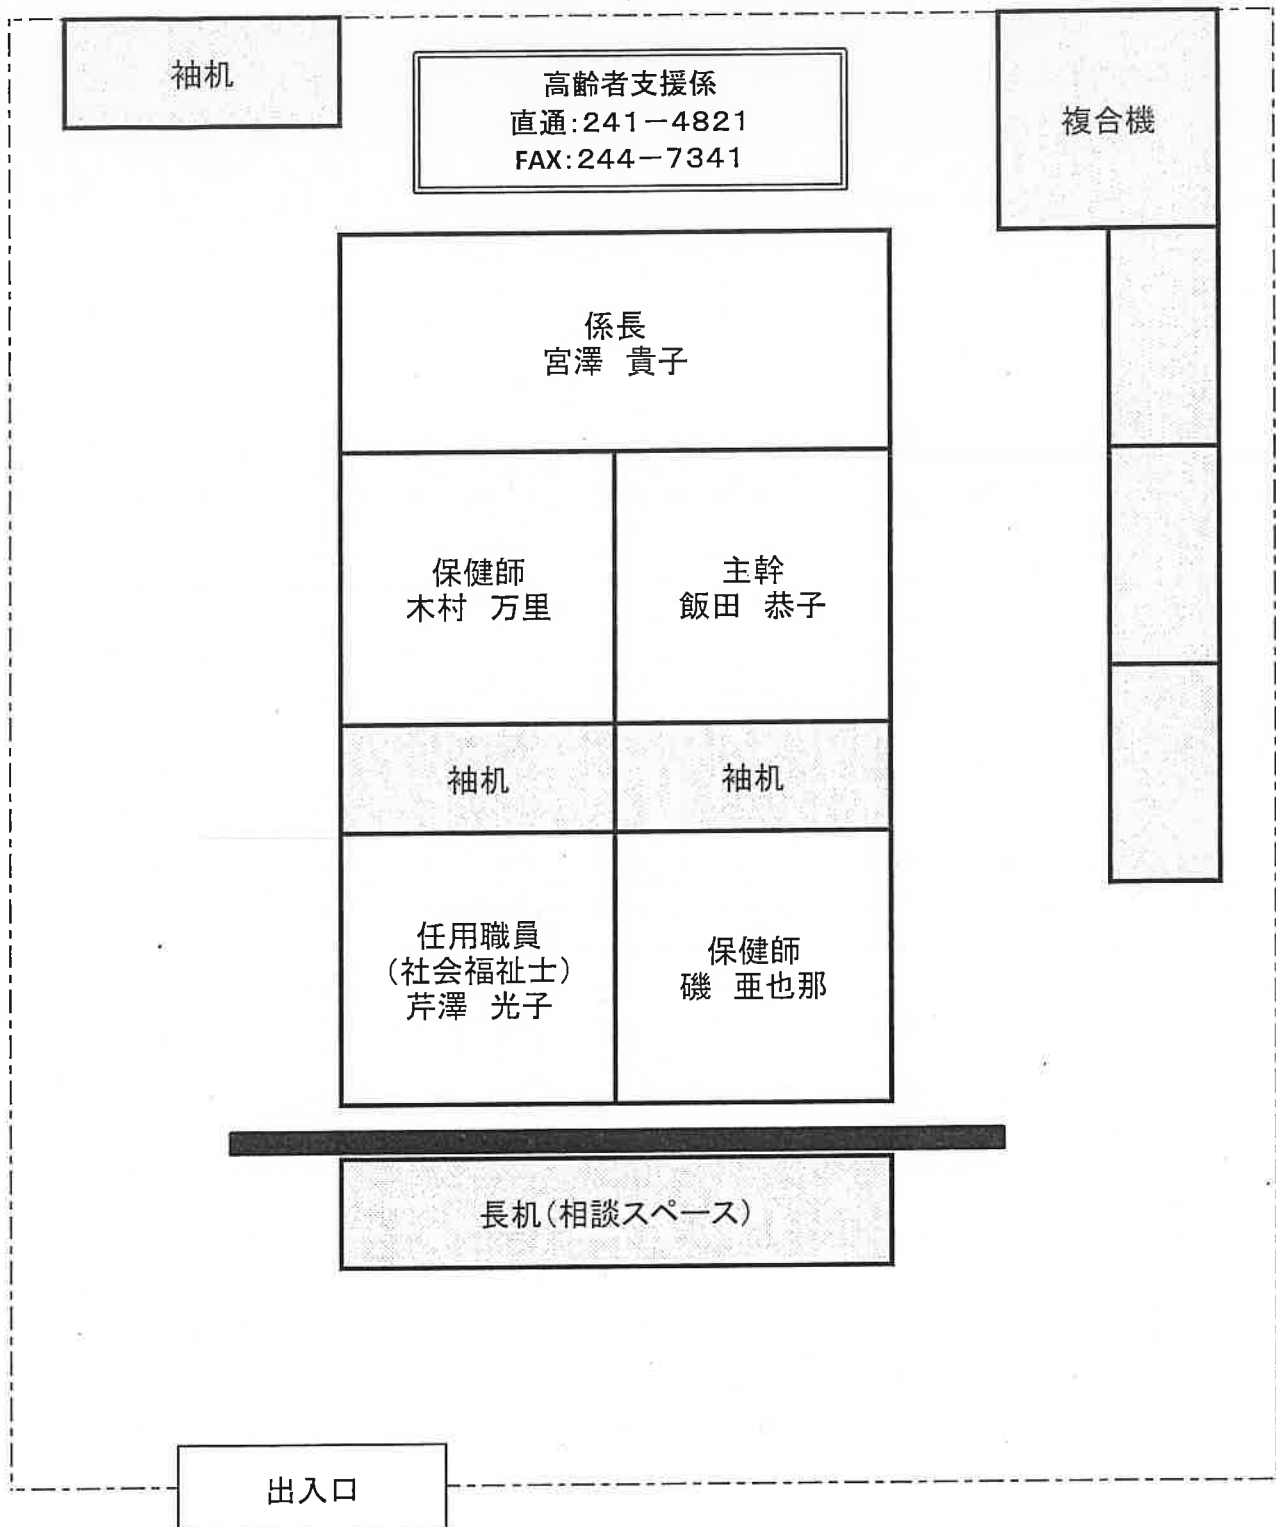 袖机
高齢者支援係
直通:241−4821
FAX:244−7341
複合機
係長
宮澤 貴子
保健師
木村 万里
主幹
飯田 恭子
袖机
袖机
任用職員
(社会福祉士)
芹澤 光子
保健師
磯 亜也那
長机(相談スペース)
出入口